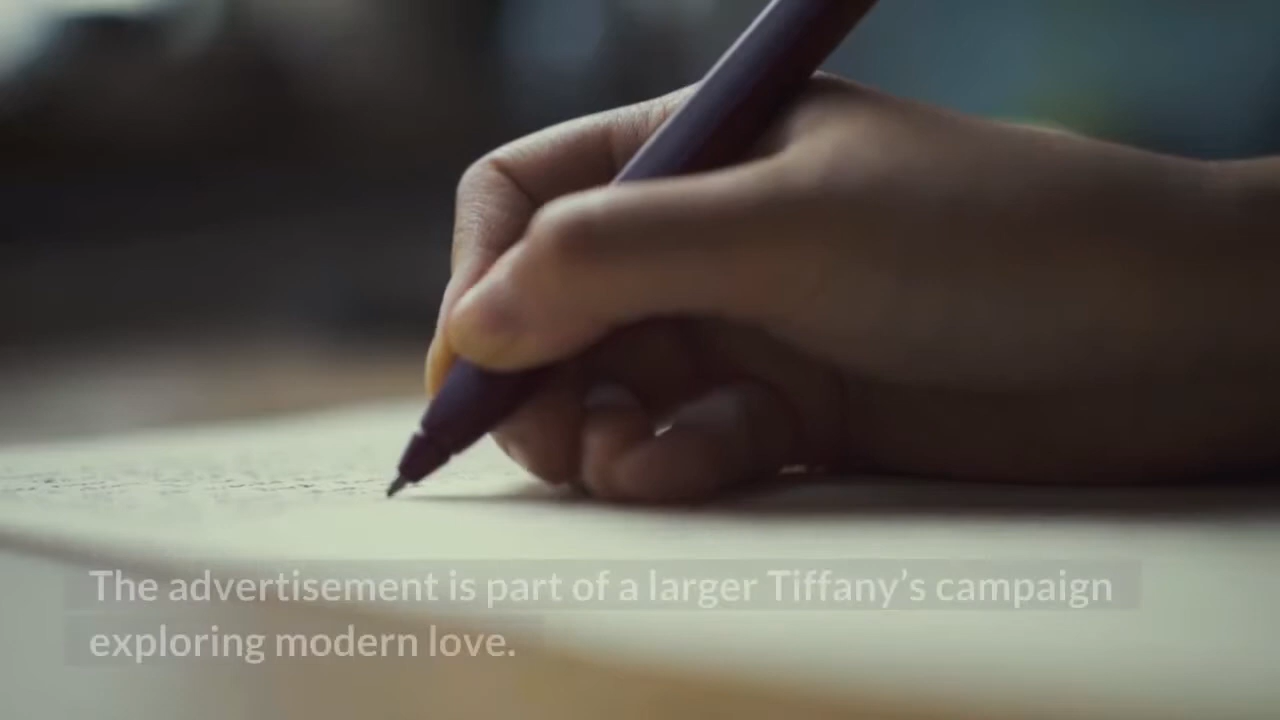 The advertisement is part of a larger Tiffany’s campaign
exploring modern love.